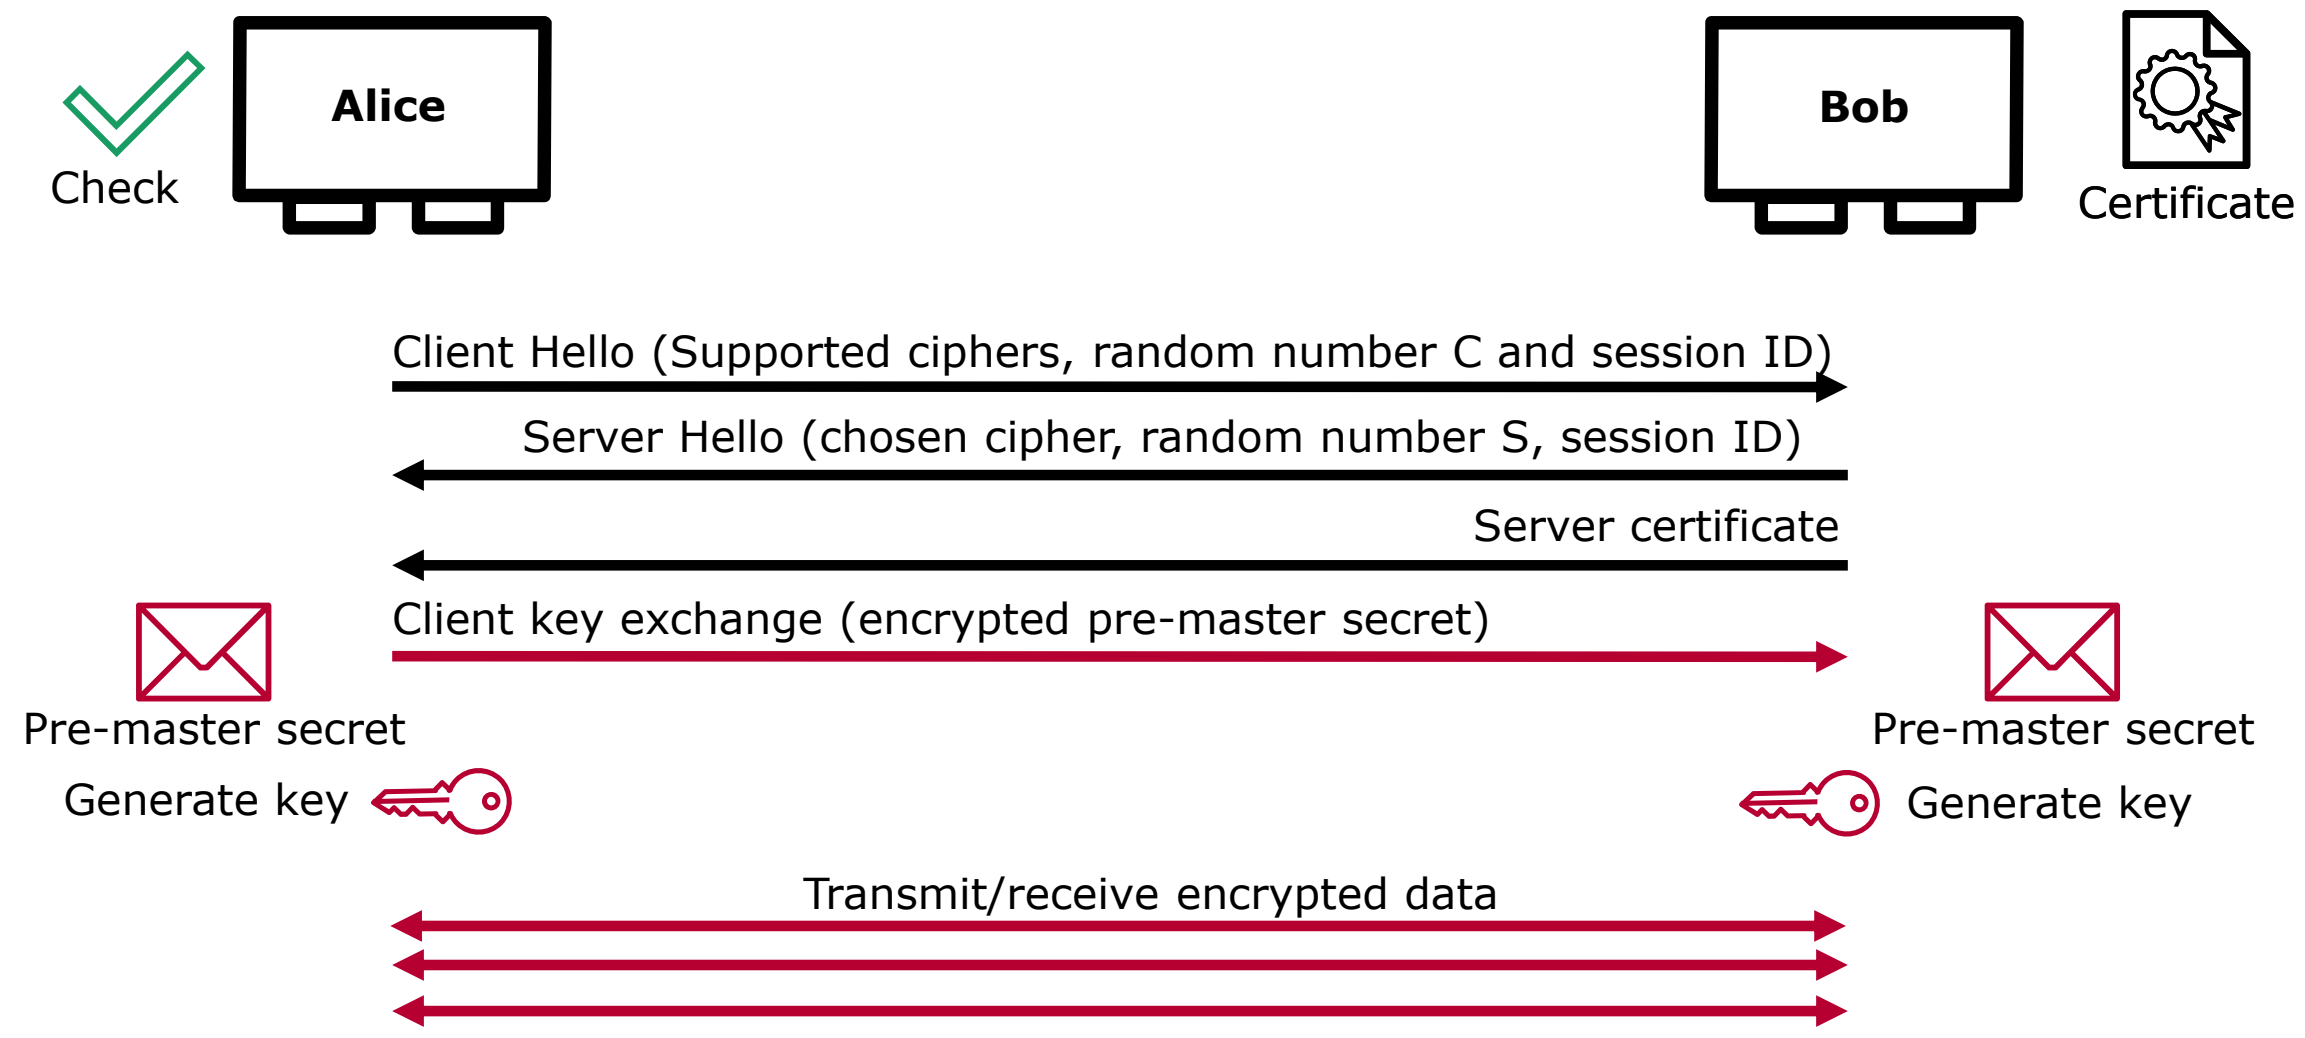 Alice
Bob
Check
Certificate
Client Hello (Supported ciphers, random number C and session ID)
Server Hello (chosen cipher, random number S, session ID)
Server certificate
Client key exchange (encrypted pre-master secret)
Pre-master secret
Pre-master secret
Generate key
Generate key
Transmit/receive encrypted data